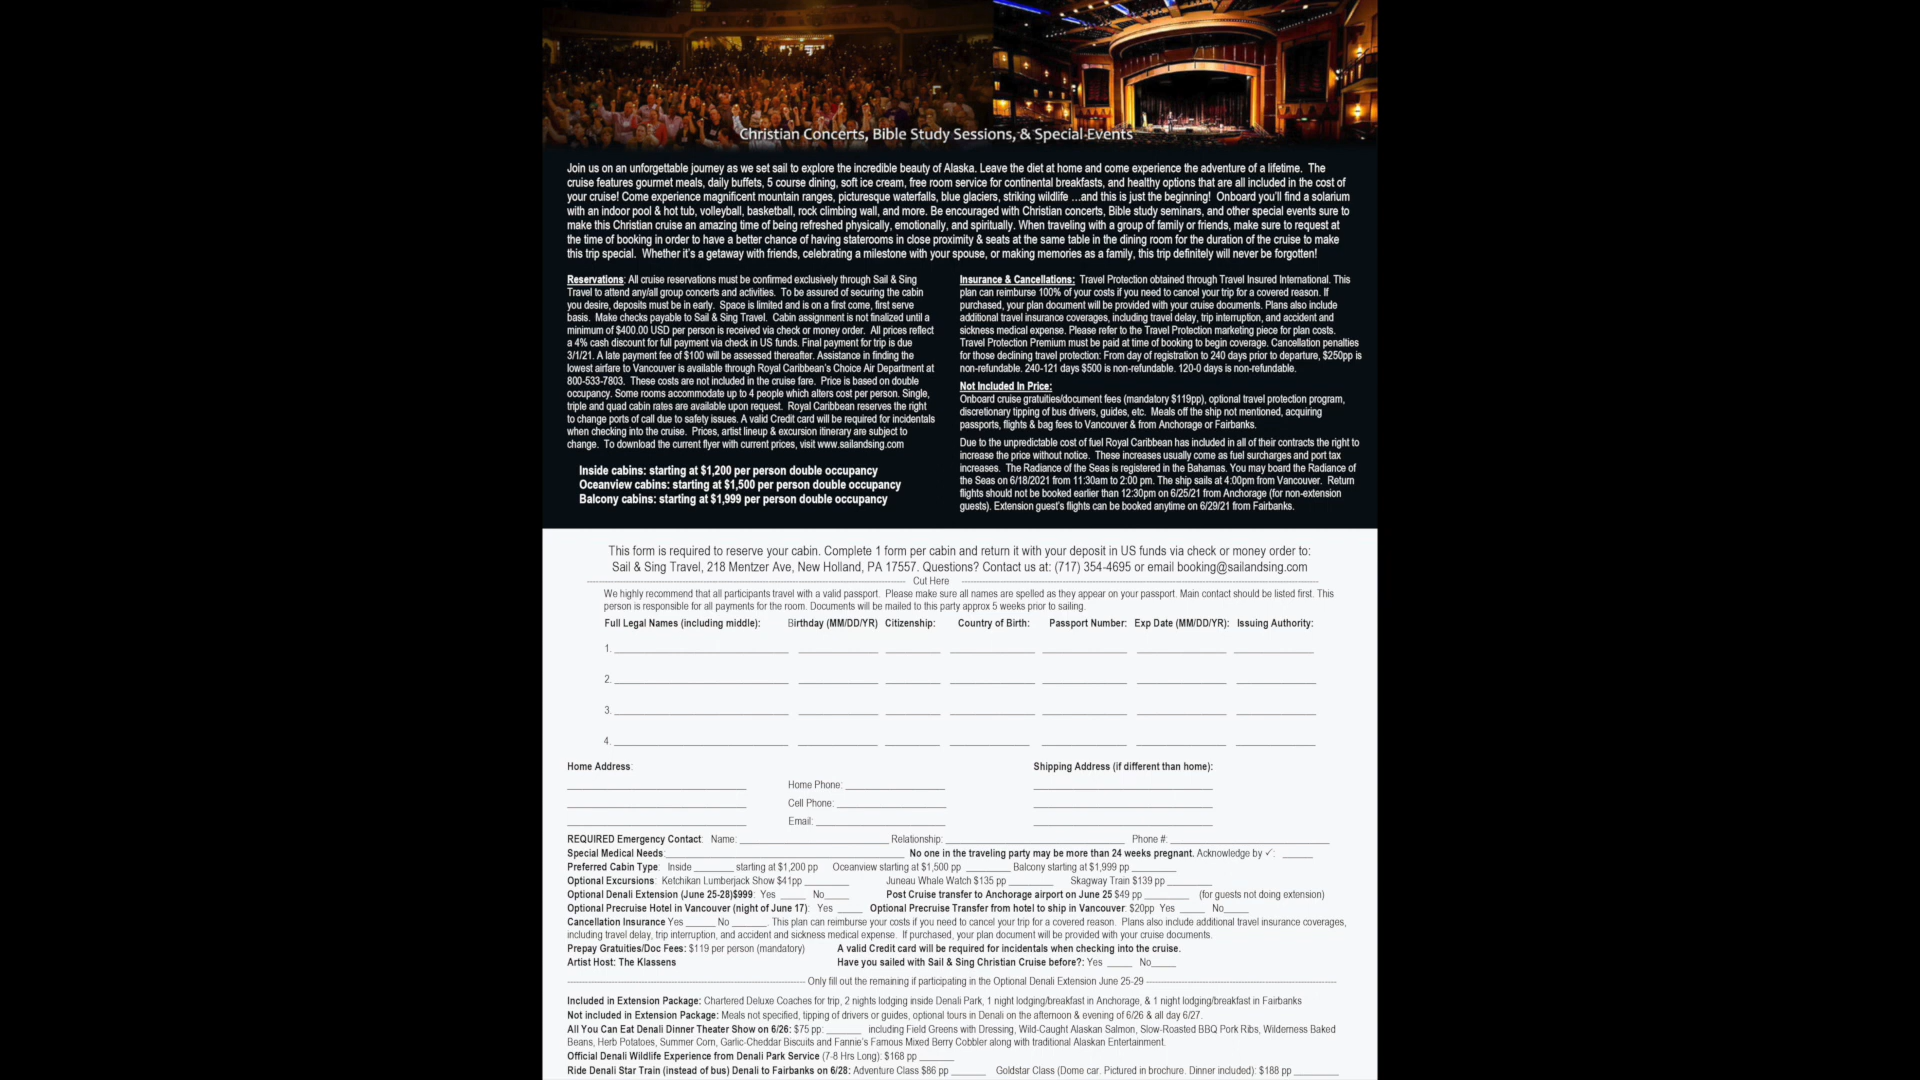 Christian Concerts, Bible Study Sessions, & Special Events
Join us on an unforgettable journey as we set sail to explore the incredible beauty of Alaska. Leave the diet at home and come experience the adventure of a lifetime. The
cruise features gourmet meals, daily buffets, 5 course dining, soft ice cream, free room service for continental breakfasts, and healthy options that are all included in the cost of
your cruise! Come experience magnificent mountain ranges, picturesque waterfalls, blue glaciers, striking wildlife ...and this is just the beginning! Onboard you'll find a solarium
with an indoor pool & hot tub, volleyball, basketball, rock climbing wall, and more. Be encouraged with Christian concerts, Bible study seminars, and other special events sure to
make this Christian cruise an amazing time of being refreshed physically, emotionally, and spiritually. When traveling with a group of family or friends, make sure to request at
the time of booking in order to have a better chance of having staterooms in close proximity & seats at the same table in the dining room for the duration of the cruise to make
this trip special. Whether it's a getaway with friends, celebrating a milestone with your spouse, or making memories as a family, this trip definitely will never be forgotten!
Reservations: All cruise reservations must be confirmed exclusively through Sail & Sing
Travel to attend any/all group concerts and activities. To be assured of securing the cabin
you desire, deposits must be in early. Space is limited and is on a first come, first serve
basis. Make checks payable to Sail & Sing Travel. Cabin assignment is not finalized until a
minimum of $400.00 USD per person is received via check or money order. All prices reflect
a 4% cash discount for full payment via check in US funds. Final payment for trip is due
3/1/21. A late payment fee of $100 will be assessed thereafter. Assistance in finding the
lowest airfare to Vancouver is available through Royal Caribbean's Choice Air Department at
800-533-7803. These costs are not included in the cruise fare. Price is based on double
occupancy. Some rooms accommodate up to 4 people which alters cost per person. Single,
triple and quad cabin rates are available upon request. Royal Caribbean reserves the right
to change ports of call due to safety issues. A valid Credit card will be required for incidentals
when checking into the cruise. Prices, artist lineup & excursion itinerary are subject to
change. To download the current flyer with current prices, visit www.sailandsing.com
Inside cabins: starting at $1,200 per person double occupancy
Oceanview cabins: starting at $1,500 per person double occupancy
Balcony cabins: starting at $1,999 per person double occupancy
Insurance & Cancellations: Travel Protection obtained through Travel Insured International. This
plan can reimburse 100% of your costs if you need to cancel your trip for a covered reason. If
purchased, your plan document will be provided with your cruise documents. Plans also include
additional travel insurance coverages, including travel delay, trip interruption, and accident and
sickness medical expense. Please refer to the Travel Protection marketing piece for plan costs.
Travel Protection Premium must be paid at time of booking to begin coverage. Cancellation penalties
for those declining travel protection: From day of registration to 240 days prior to departure, $250pp is
non-refundable. 240-121 days $500 is non-refundable. 120-0 days is non-refundable.
Not Included In Price:
Onboard cruise gratuities/document fees (mandatory $119pp), optional travel protection program,
discretionary tipping of bus drivers, guides, etc. Meals off the ship not mentioned, acquiring
passports, flights & bag fees to Vancouver & from Anchorage or Fairbanks.
Due to the unpredictable cost of fuel Royal Caribbean has included in all of their contracts the right to
increase the price without notice. These increases usually come as fuel surcharges and port tax
increases. The Radiance of the Seas is registered in the Bahamas. You may board the Radiance of
the Seas on 6/18/2021 from 11:30am to 2:00 pm. The ship sails at 4:00pm from Vancouver. Return
flights should not be booked earlier than 12:30pm on 6/25/21 from Anchorage (for non-extension
guests). Extension guest's flights can be booked anytime on 6/29/21 from Fairbanks.
This form is required to reserve your cabin. Complete 1 form per cabin and return it with your deposit in US funds via check or money order to:
Sail & Sing Travel, 218 Mentzer Ave, New Holland, PA 17557. Questions? Contact us at: (717) 354-4695 or email booking@sailandsing.com
Cut Here
We highly recommend that all participants travel with a valid passport. Please make sure all names are spelled as they appear on your passport. Main contact should be listed first. This
person is responsible for all payments for the room. Documents will be mailed to this party approx 5 weeks prior to sailing.
Full Legal Names (including middle): Birthday (MM/DD/YR) Citizenship: Country of Birth: Passport Number: Exp Date (MM/DD/YR): Issuing Authority:
1.
2.
3.
4.
Home Address: Shipping Address (if different than home):
Home Phone:
Cell Phone:
Email:
REQUIRED Emergency Contact: Name: Relationship: Phone #:
Special Medical Needs: No one in the traveling party may be more than 24 weeks pregnant. Acknowledge by ✓:
Preferred Cabin Type: Inside starting at $1,200 pp Oceanview starting at $1,500 pp Balcony starting at $1,999 pp
Optional Excursions: Ketchikan Lumberjack Show $41pp Juneau Whale Watch $135 pp Skagway Train $139 pp
Optional Denali Extension (June 25-28)$999: Yes No Post Cruise transfer to Anchorage airport on June 25 $49 pp (for guests not doing extension)
Optional Precruise Hotel in Vancouver (night of June 17): Yes Optional Precruise Transfer from hotel to ship in Vancouver: $20pp Yes No
Cancellation Insurance Yes No . This plan can reimburse your costs if you need to cancel your trip for a covered reason. Plans also include additional travel insurance coverages,
including travel delay, trip interruption, and accident and sickness medical expense. If purchased, your plan document will be provided with your cruise documents.
Prepay Gratuities/Doc Fees: $119 per person (mandatory) A valid Credit card will be required for incidentals when checking into the cruise.
Artist Host: The Klassens Have you sailed with Sail & Sing Christian Cruise before?: Yes No
Only fill out the remaining if participating in the Optional Denali Extension June 25-29
Included in Extension Package: Chartered Deluxe Coaches for trip, 2 nights lodging inside Denali Park, 1 night lodging/breakfast in Anchorage, & 1 night lodging/breakfast in Fairbanks
Not included in Extension Package: Meals not specified, tipping of drivers or guides, optional tours in Denali on the afternoon & evening of 6/26 & all day 6/27.
All You Can Eat Denali Dinner Theater Show on 6/26: $75 pp: including Field Greens with Dressing, Wild-Caught Alaskan Salmon, Slow-Roasted BBQ Pork Ribs, Wilderness Baked
Beans, Herb Potatoes, Summer Corn, Garlic-Cheddar Biscuits and Fannie's Famous Mixed Berry Cobbler along with traditional Alaskan Entertainment.
Official Denali Wildlife Experience from Denali Park Service (7-8 Hrs Long): $168 pp
Ride Denali Star Train (instead of bus) Denali to Fairbanks on 6/28: Adventure Class $86 pp Goldstar Class (Dome car. Pictured in brochure. Dinner included): $188 pp